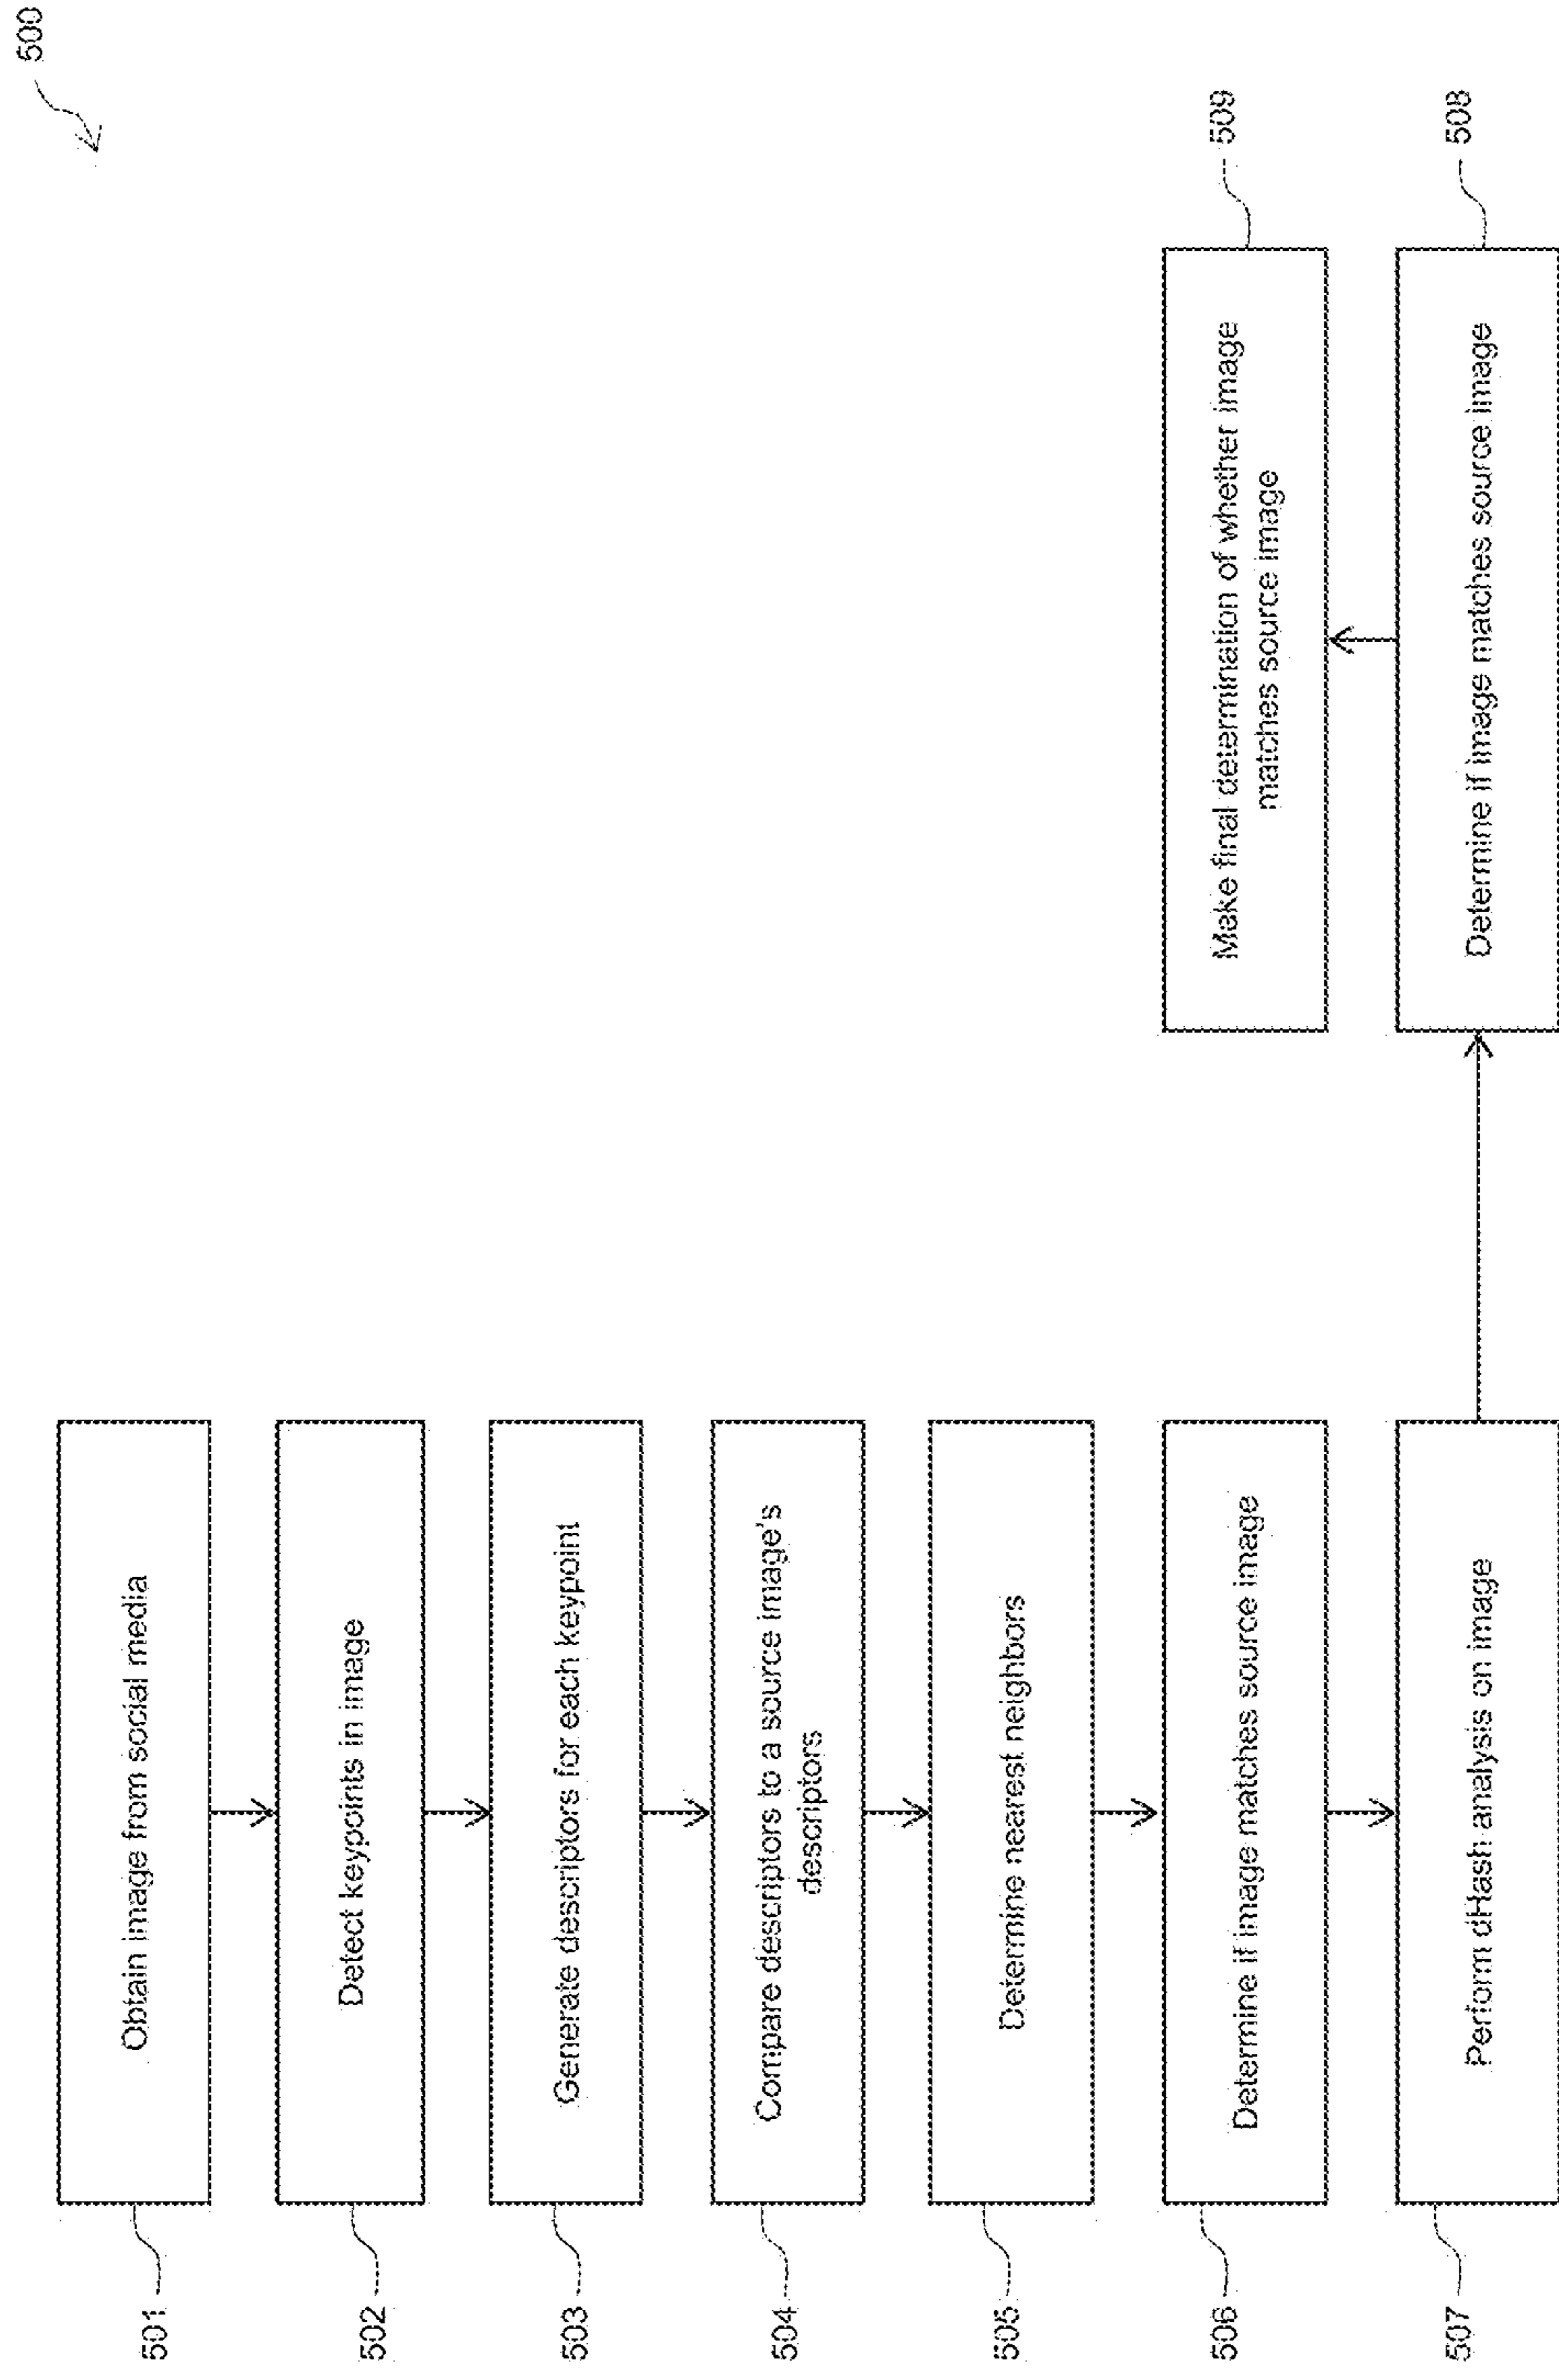 500
501
Obtain image from social media
502
Detect keypoints in image
503
Generate descriptors for each keypoint
504
Compare descriptors to a source image's
descriptors
505
Determine nearest neighbors
506
Determine if image matches source image
507
Perform dHash analysis on image
508
Determine if image matches source image
509
Make final determination of whether image
matches source image